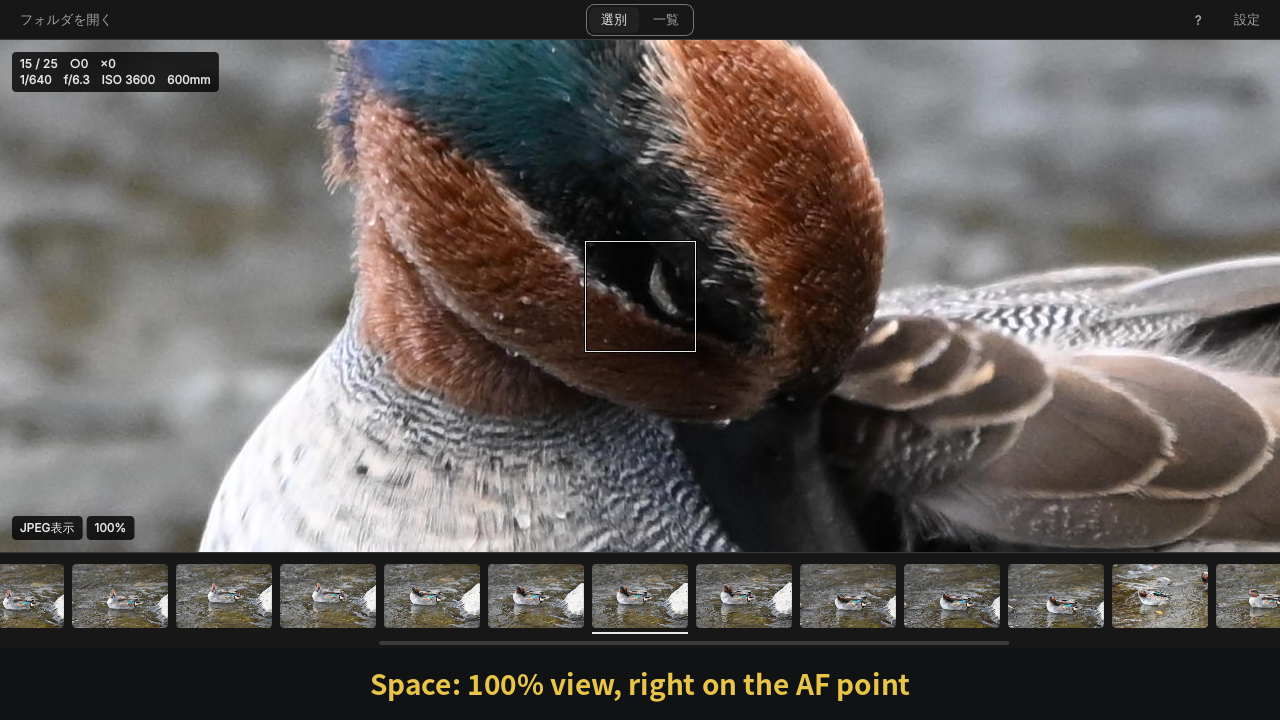 フォルダを開く
選別 一覧
? 設定
15 / 25 ○0 ×0
1/640 f/6.3 ISO 3600 600mm
JPEG表示 100%
Space: 100% view, right on the AF point